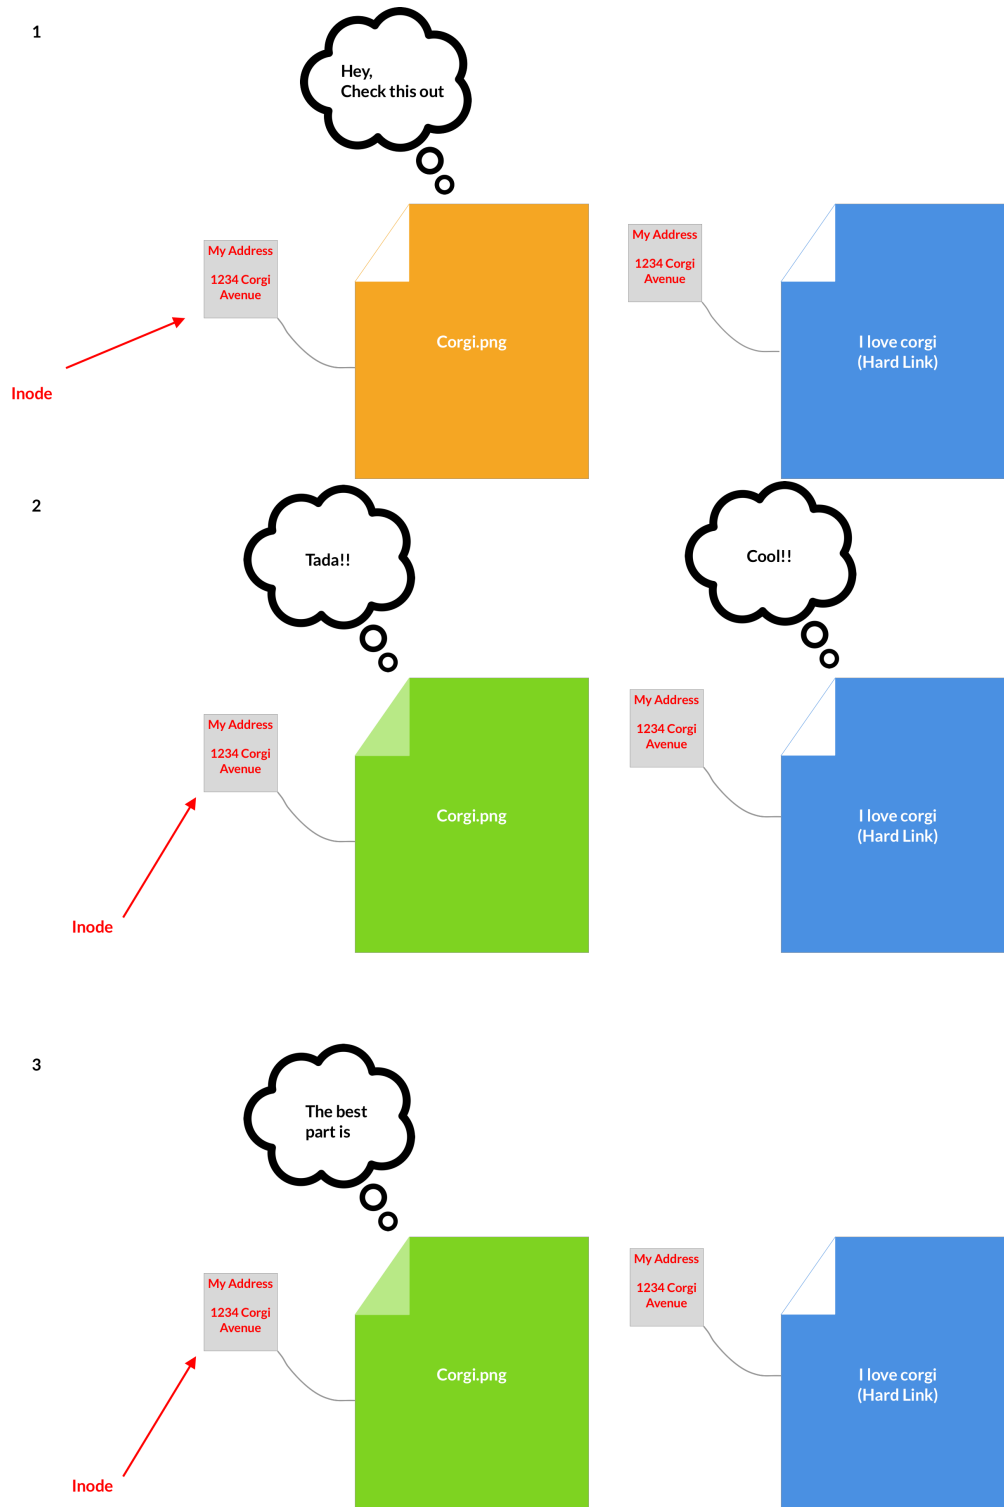 1
Hey,
Check this out
My Address
1234 Corgi
Avenue
Inode
Corgi.png
My Address
1234 Corgi
Avenue
I love corgi
(Hard Link)
2
Tada!!
Cool!!
My Address
1234 Corgi
Avenue
Inode
Corgi.png
My Address
1234 Corgi
Avenue
I love corgi
(Hard Link)
3
The best
part is
My Address
1234 Corgi
Avenue
Inode
Corgi.png
My Address
1234 Corgi
Avenue
I love corgi
(Hard Link)